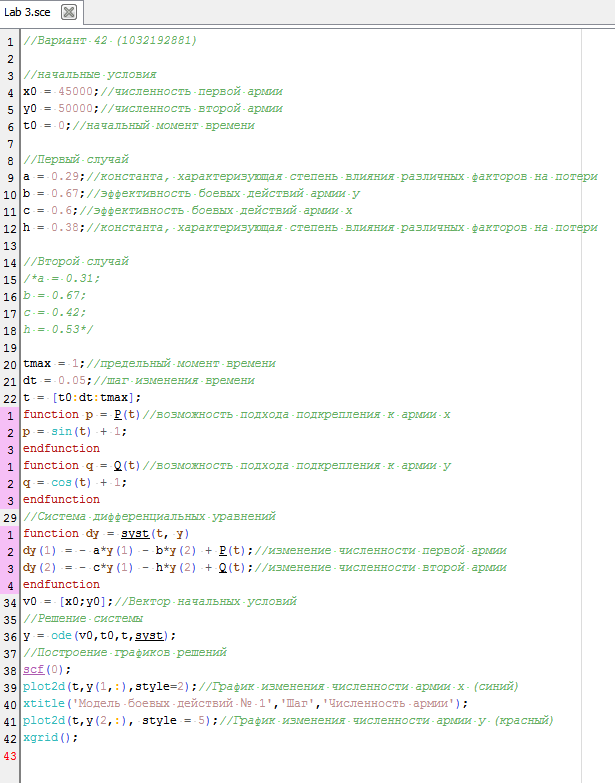 Lab 3.sce
1 //Вариант 42 (1032192881)
2
3 //начальные условия
4 x0 = 45000;//численность первой армии
5 y0 = 50000;//численность второй армии
6 t0 = 0;//начальный момент времени
7
8 //Первый случай
9 a = 0.29;//константа, характеризующая степень влияния различных факторов на потери
10 b = 0.67;//эффективность боевых действий армии у
11 c = 0.6;//эффективность боевых действий армии х
12 h = 0.38;//константа, характеризующая степень влияния различных факторов на потери
13
14 //Второй случай
15 /*a = 0.31;
16 b = 0.67;
17 c = 0.42;
18 h = 0.53*/
19
20 tmax = 1;//предельный момент времени
21 dt = 0.05;//шаг изменения времени
22 t = [t0:dt:tmax];
1 function p = P(t)//возможность подхода подкрепления к армии х
2 p = sin(t) + 1;
3 endfunction
1 function q = Q(t)//возможность подхода подкрепления к армии у
2 q = cos(t) + 1;
3 endfunction
29 //Система дифференциальных уравнений
1 function dy = syst(t, y)
2 dy(1) = - a*y(1) - b*y(2) + P(t);//изменение численности первой армии
3 dy(2) = - c*y(1) - h*y(2) + Q(t);//изменение численности второй армии
4 endfunction
34 v0 = [x0;y0];//Вектор начальных условий
35 //Решение системы
36 y = ode(v0,t0,t,syst);
37 //Построение графиков решений
38 scf(0);
39 plot2d(t,y(1,:),style=2);//График изменения численности армии х (синий)
40 xtitle('Модель боевых действий № 1','Шаг','Численность армии');
41 plot2d(t,y(2,:), style = 5);//График изменения численности армии у (красный)
42 xgrid();
43